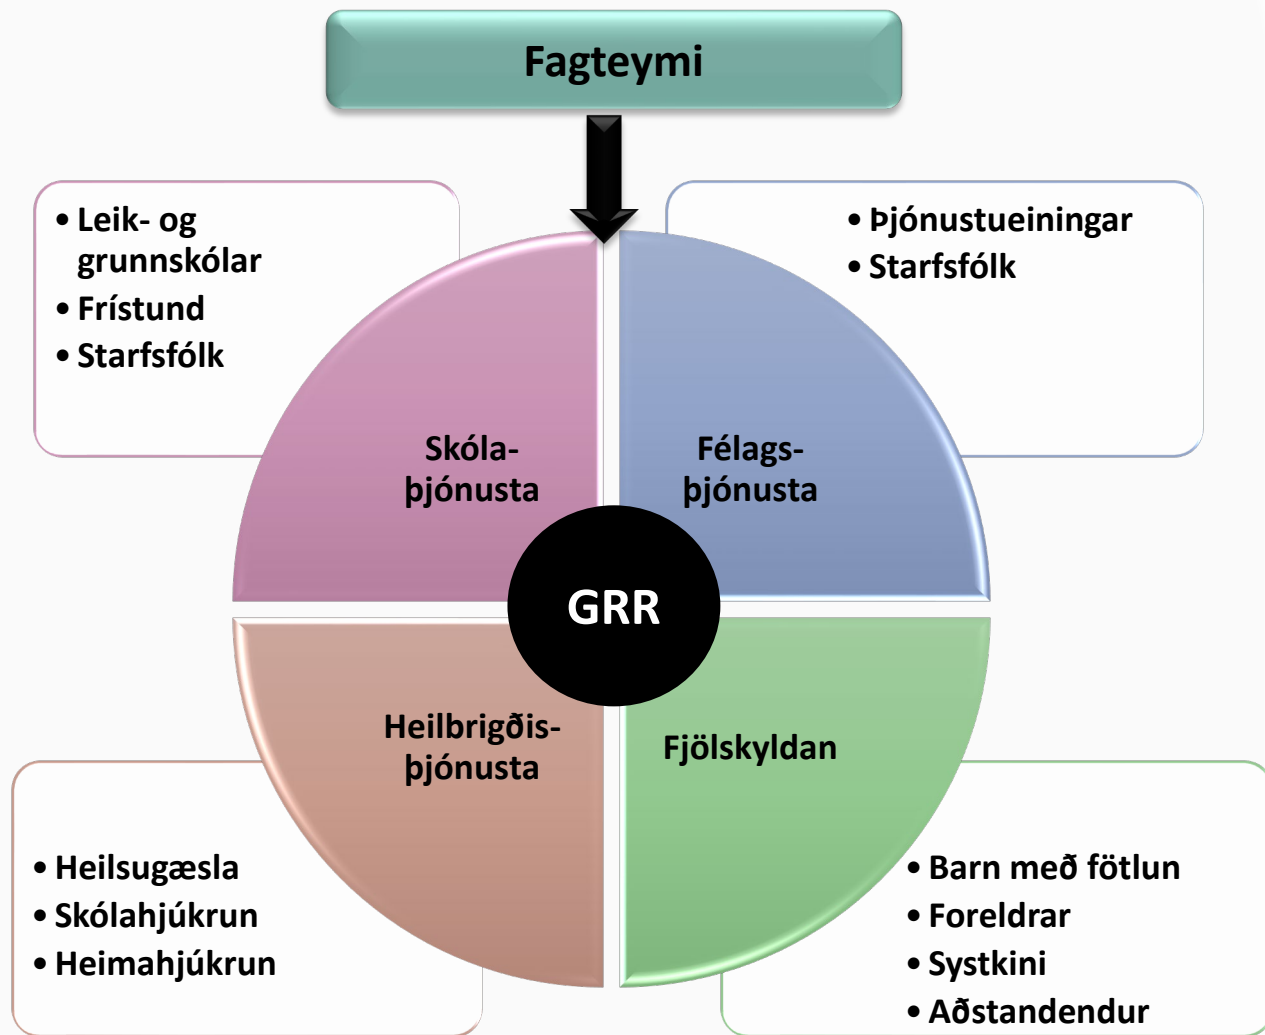 Fagteymi
• Leik- og
grunnskólar
• Frístund
• Starfsfólk
• Þjónustueiningar
• Starfsfólk
Skóla-
þjónusta
Félags-
þjónusta
GRR
Heilbrigðis-
þjónusta
Fjölskyldan
• Heilsugæsla
• Skólahjúkrun
• Heimahjúkrun
• Barn með fötlun
• Foreldrar
• Systkini
• Aðstandendur